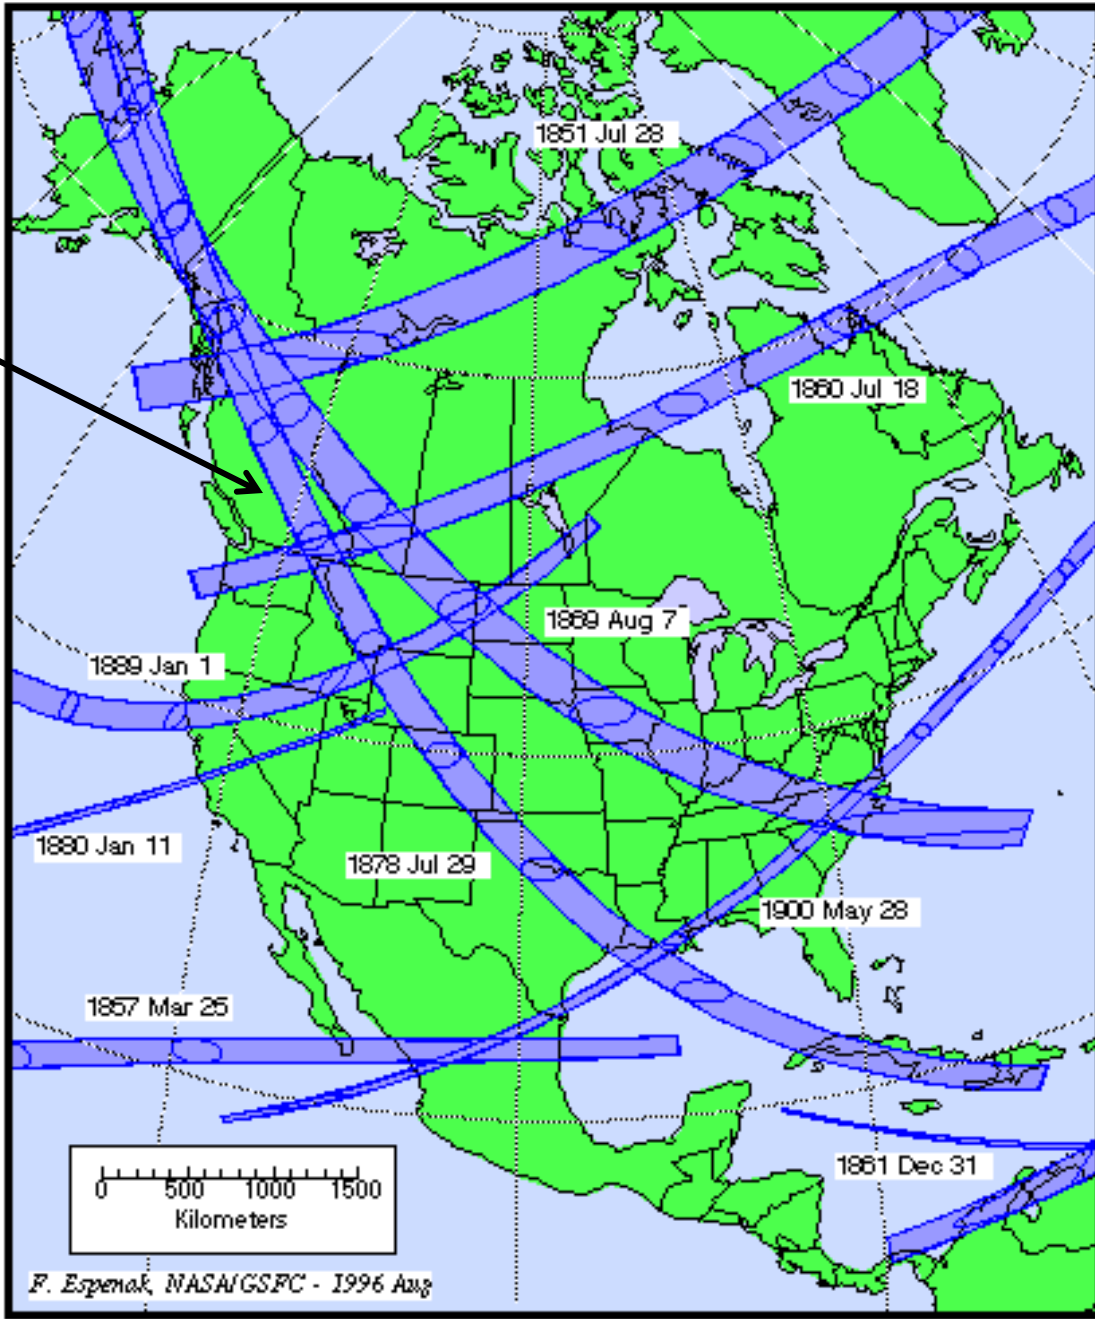 1851 Jul 28
1860 Jul 18
1869 Aug 7
1889 Jan 1
1880 Jan 11
1878 Jul 29
1900 May 28
1857 Mar 25
1861 Dec 31
0 500 1000 1500
Kilometers
F. Espenak, NASA/GSFC - 1996 Aug